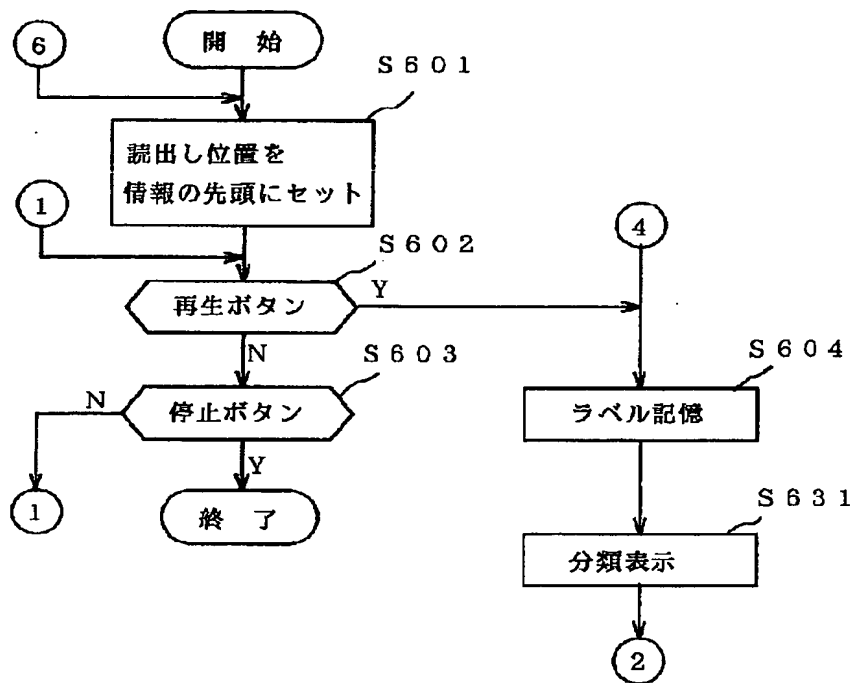 6
開 始
S601
読出し位置を
情報の先頭にセット
1
S602
4
再生ボタン
Y
N
S603
S604
N
停止ボタン
ラベル記憶
Y
1
終 了
S631
分類表示
2